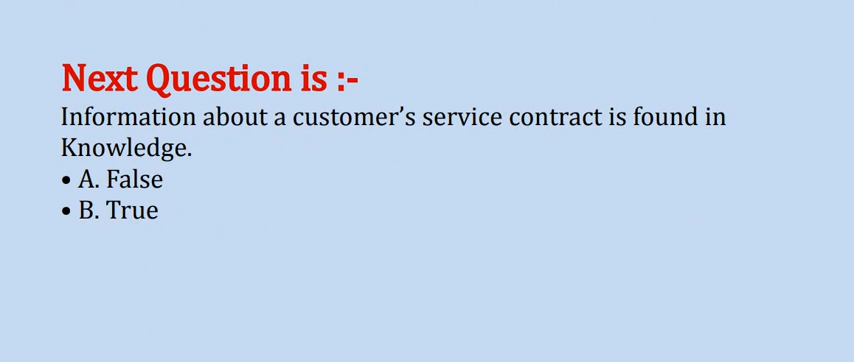 Next Question is :-
Information about a customer’s service contract is found in
Knowledge.
• A. False
• B. True